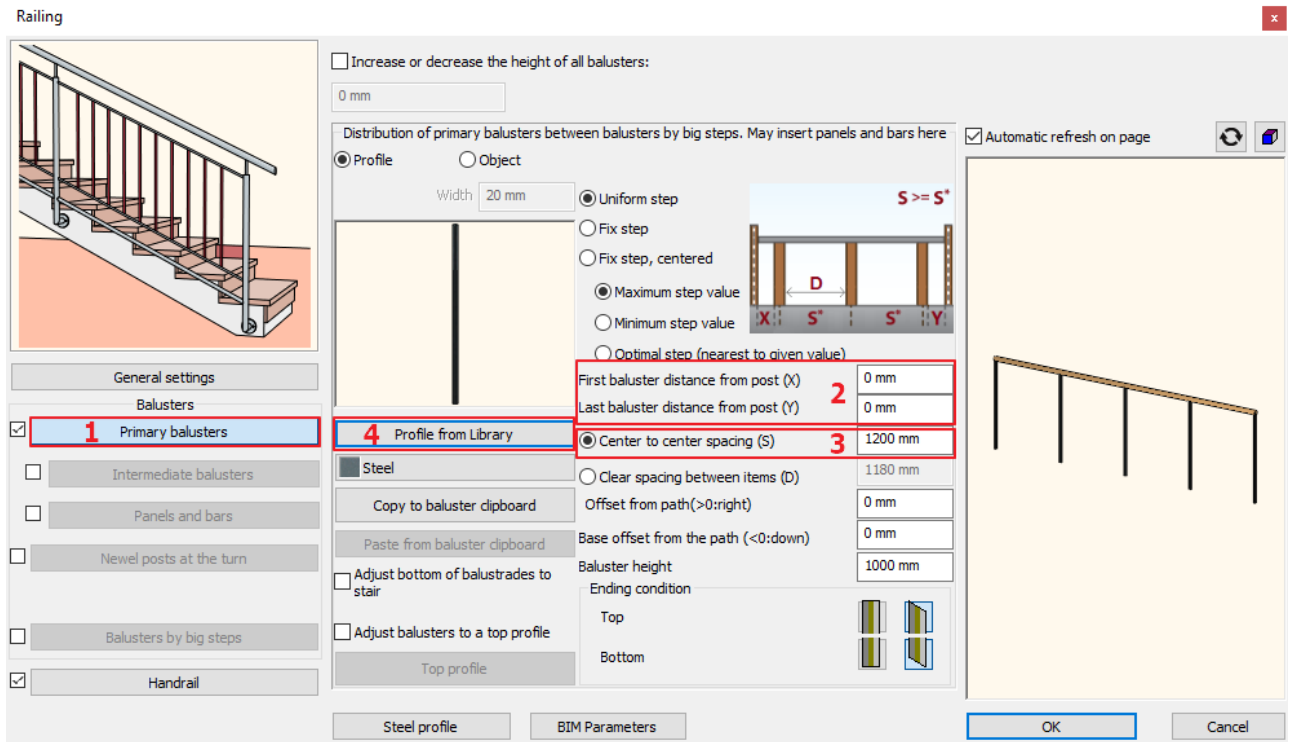 Railing
x
Increase or decrease the height of all balusters:
0 mm
Distribution of primary balusters between balusters by big steps. May insert panels and bars here
Automatic refresh on page
Profile
Object
Width
20 mm
Uniform step
S >= S*
Fix step
Fix step, centered
Maximum step value
D
Minimum step value
X
S*
S*
Y
Optimal step (nearest to given value)
General settings
First baluster distance from post (X)
0 mm
2
Balusters
Last baluster distance from post (Y)
0 mm
1
Primary balusters
4
Profile from Library
Center to center spacing (S)
3
1200 mm
Intermediate balusters
Steel
Clear spacing between items (D)
1180 mm
Panels and bars
Copy to baluster clipboard
Offset from path(>0:right)
0 mm
Newel posts at the turn
Paste from baluster clipboard
Base offset from the path (<0:down)
0 mm
Adjust bottom of balustrades to
stair
Baluster height
1000 mm
Ending condition
Top
Balusters by big steps
Adjust balusters to a top profile
Bottom
Top profile
Handrail
Steel profile
BIM Parameters
OK
Cancel